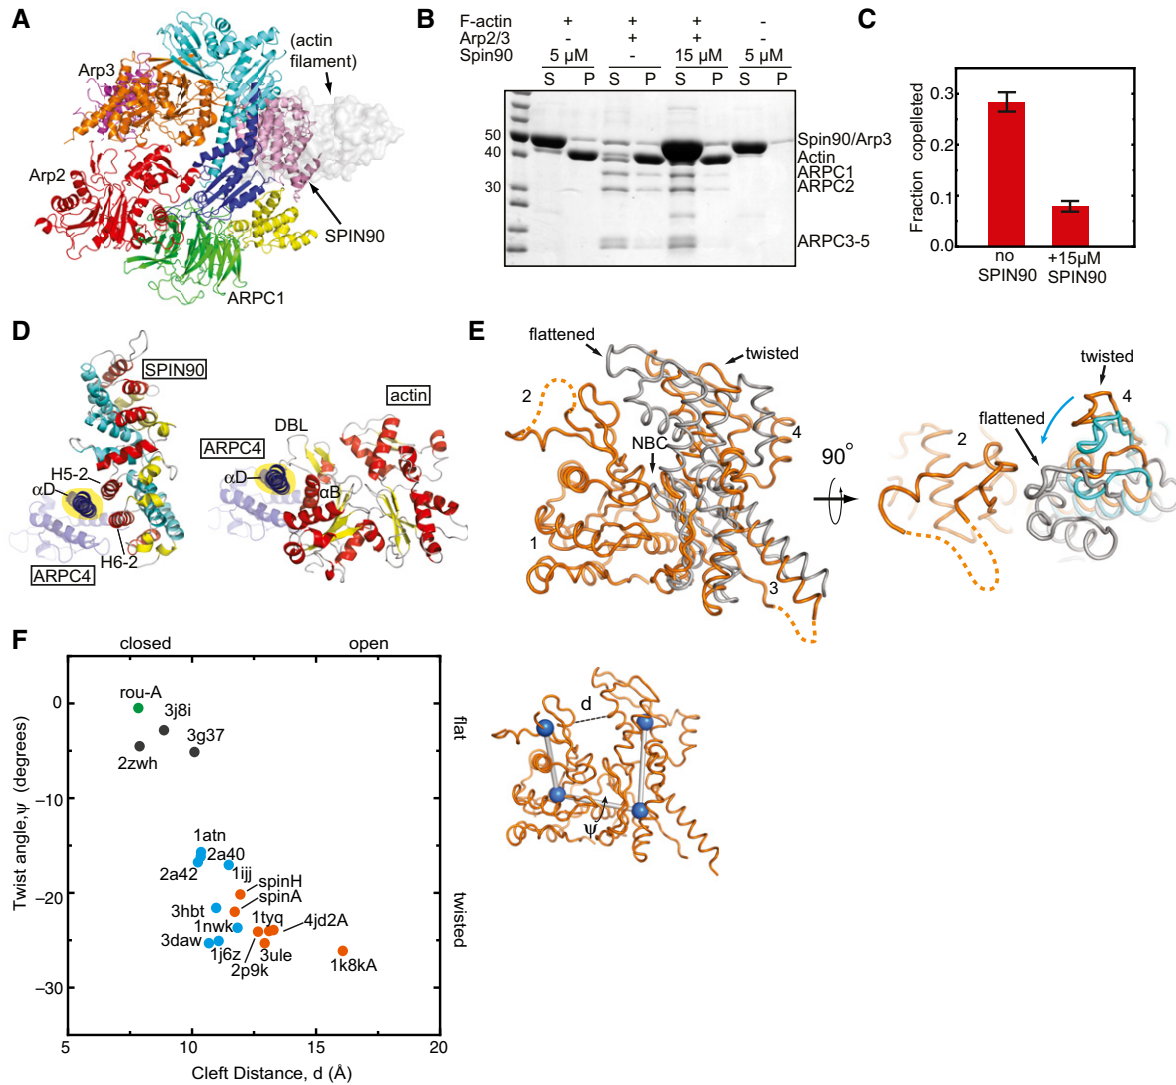 A
(actin
filament)
Arp3
Arp2
SPIN90
ARPC1
B
F-actin + + + -
Arp2/3 - + + -
Spin90 5 µM - 15 µM 5 µM
S P S P S P S P
50
40
30
Spin90/Arp3
Actin
ARPC1
ARPC2
ARPC3-5
C
Fraction copelleted
0.3
0.2
0.1
0.0
no
SPIN90
+15µM
SPIN90
D
SPIN90
H5-2
αD
H6-2
ARPC4
actin
DBL
ARPC4
αD
αB
E
flattened
twisted
2
NBC
4
1
3
90°
twisted
4
flattened
2
F
closed open
Twist angle,ψ (degrees)
0
−10
−20
−30
rou-A
3j8i
3g37
2zwh
1atn
2a40
2a42
1ijj
spinH
spinA
3hbt
1nwk
1tyq
4jd2A
3daw
1j6z
2p9k
3ule
1k8kA
flat
twisted
5 10 15 20
Cleft Distance, d (Å)
d
ψ